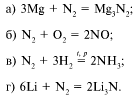 а) 3Mg + N₂ = Mg₃N₂;
б) N₂ + O₂ = 2NO;
в) N₂ + 3H₂ =^{t, p} 2NH₃;
г) 6Li + N₂ = 2Li₃N.